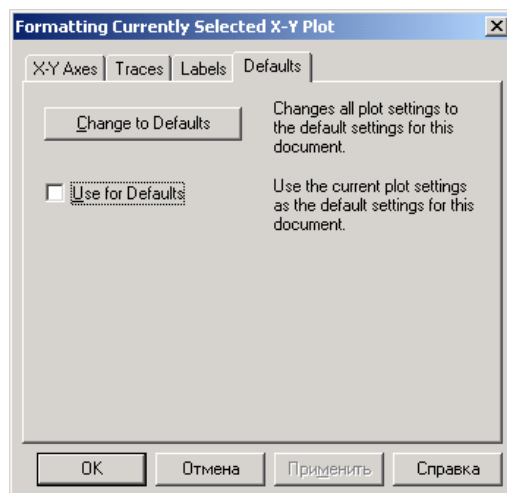 Formatting Currently Selected X-Y Plot
X-Y Axes Traces Labels Defaults
Change to Defaults
Changes all plot settings to
the default settings for this
document.
Use for Defaults
Use the current plot settings
as the default settings for this
document.
OK Отмена Применить Справка